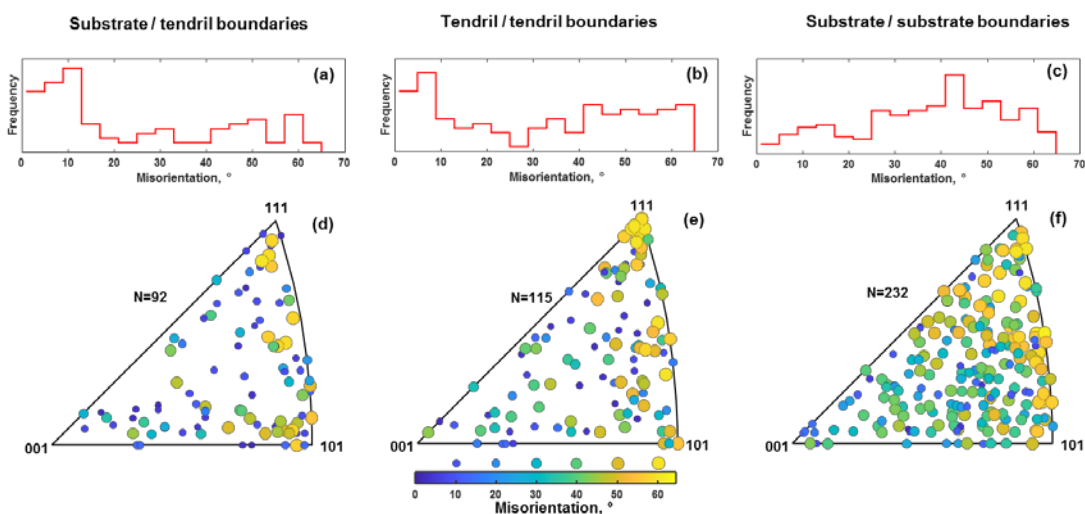 Substrate / tendril boundaries
Tendril / tendril boundaries
Substrate / substrate boundaries
(a)
Frequency
0 10 20 30 40 50 60 70
Misorientation, °
(b)
Frequency
0 10 20 30 40 50 60 70
Misorientation, °
(c)
Frequency
0 10 20 30 40 50 60 70
Misorientation, °
111
(d)
N=92
001
101
111
(e)
N=115
001
101
111
(f)
N=232
001
101
0 10 20 30 40 50 60
Misorientation, °